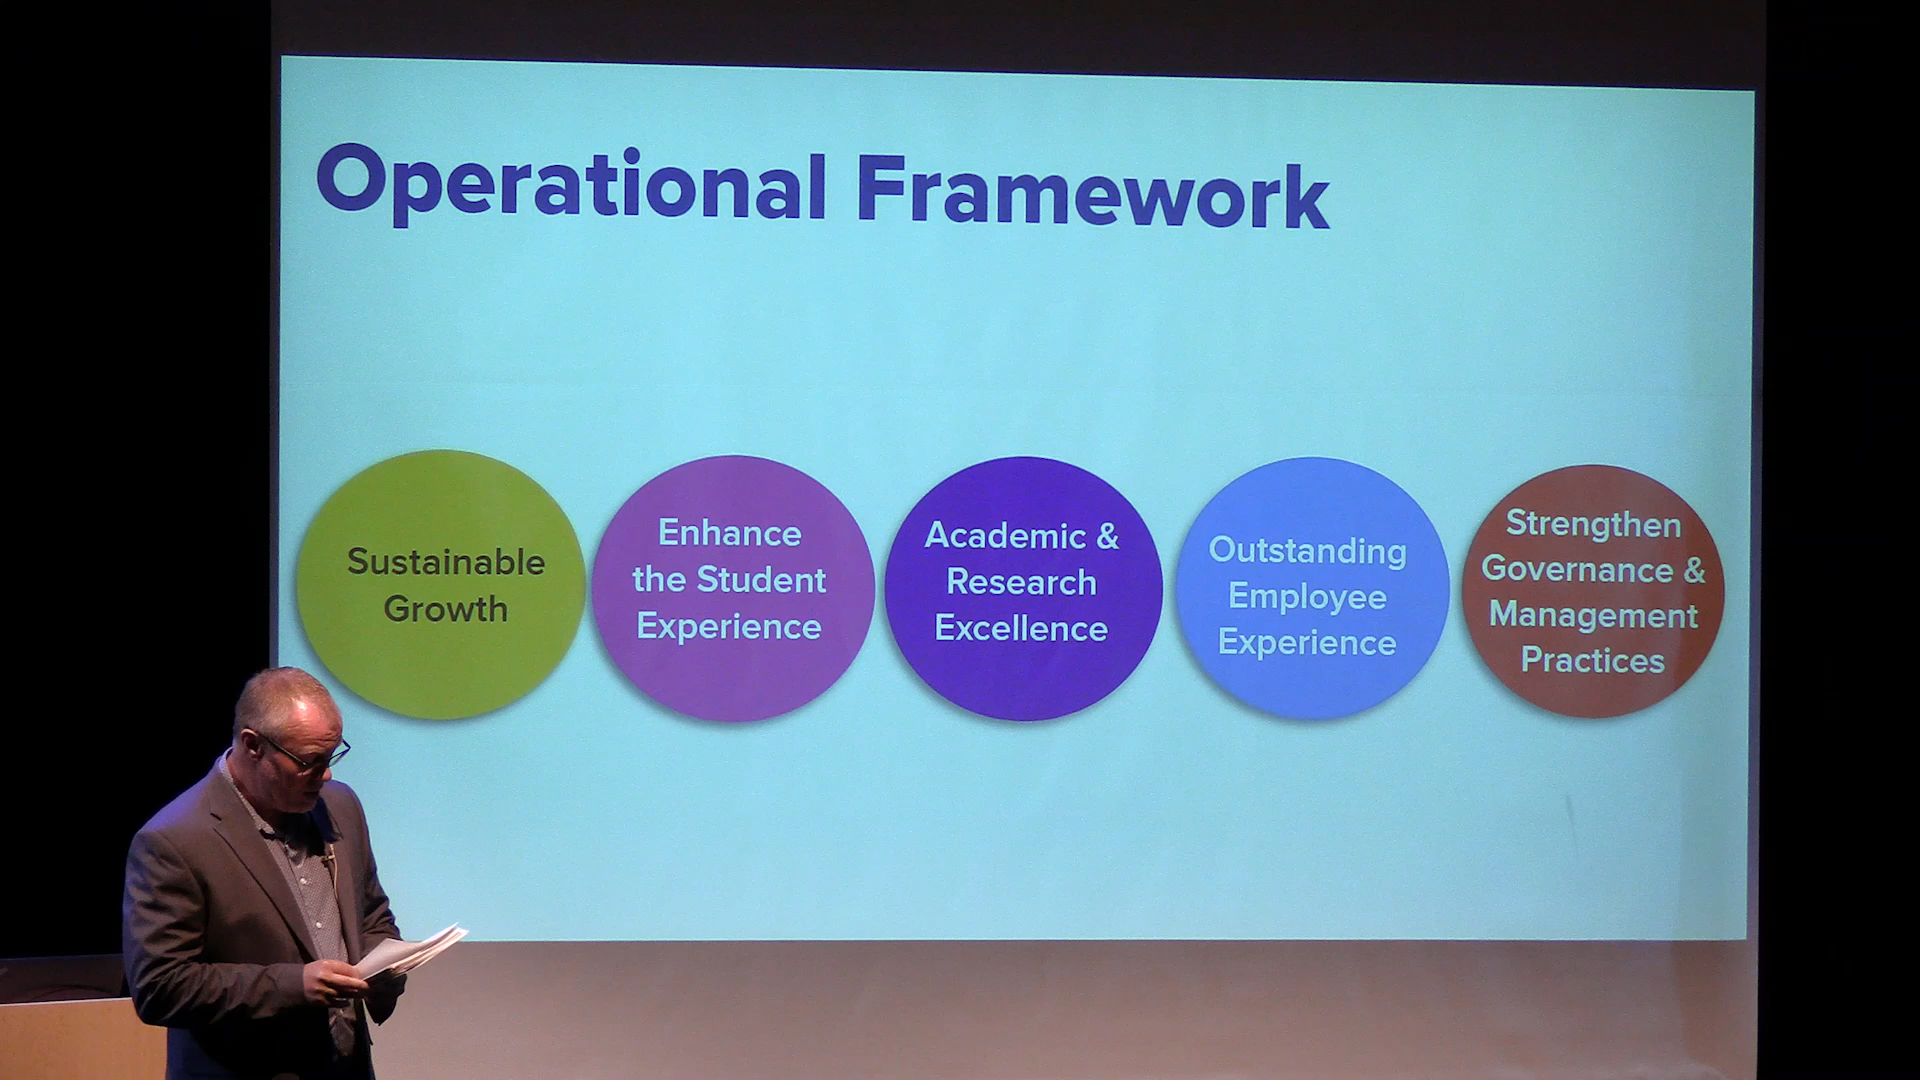 Operational Framework
Sustainable
Growth
Enhance
the Student
Experience
Academic &
Research
Excellence
Outstanding
Employee
Experience
Strengthen
Governance &
Management
Practices